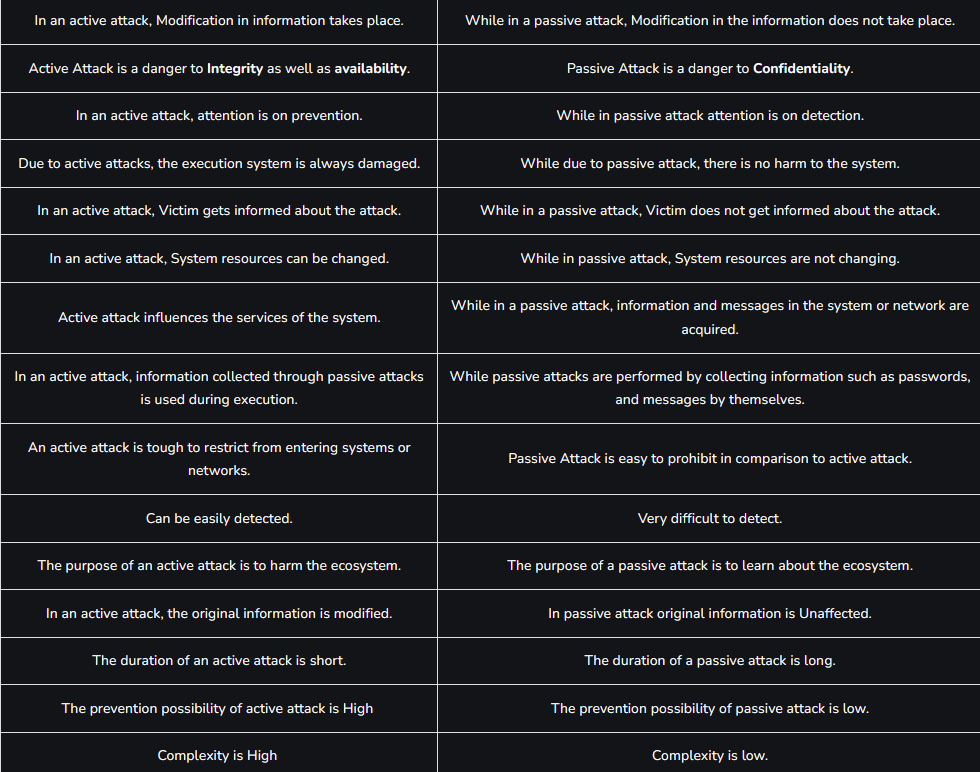 In an active attack, Modification in information takes place.
While in a passive attack, Modification in the information does not take place.
Active Attack is a danger to Integrity as well as availability.
Passive Attack is a danger to Confidentiality.
In an active attack, attention is on prevention.
While in passive attack attention is on detection.
Due to active attacks, the execution system is always damaged.
While due to passive attack, there is no harm to the system.
In an active attack, Victim gets informed about the attack.
While in a passive attack, Victim does not get informed about the attack.
In an active attack, System resources can be changed.
While in passive attack, System resources are not changing.
Active attack influences the services of the system.
While in a passive attack, information and messages in the system or network are
acquired.
In an active attack, information collected through passive attacks
is used during execution.
While passive attacks are performed by collecting information such as passwords,
and messages by themselves.
An active attack is tough to restrict from entering systems or
networks.
Passive Attack is easy to prohibit in comparison to active attack.
Can be easily detected.
Very difficult to detect.
The purpose of an active attack is to harm the ecosystem.
The purpose of a passive attack is to learn about the ecosystem.
In an active attack, the original information is modified.
In passive attack original information is Unaffected.
The duration of an active attack is short.
The duration of a passive attack is long.
The prevention possibility of active attack is High
The prevention possibility of passive attack is low.
Complexity is High
Complexity is low.